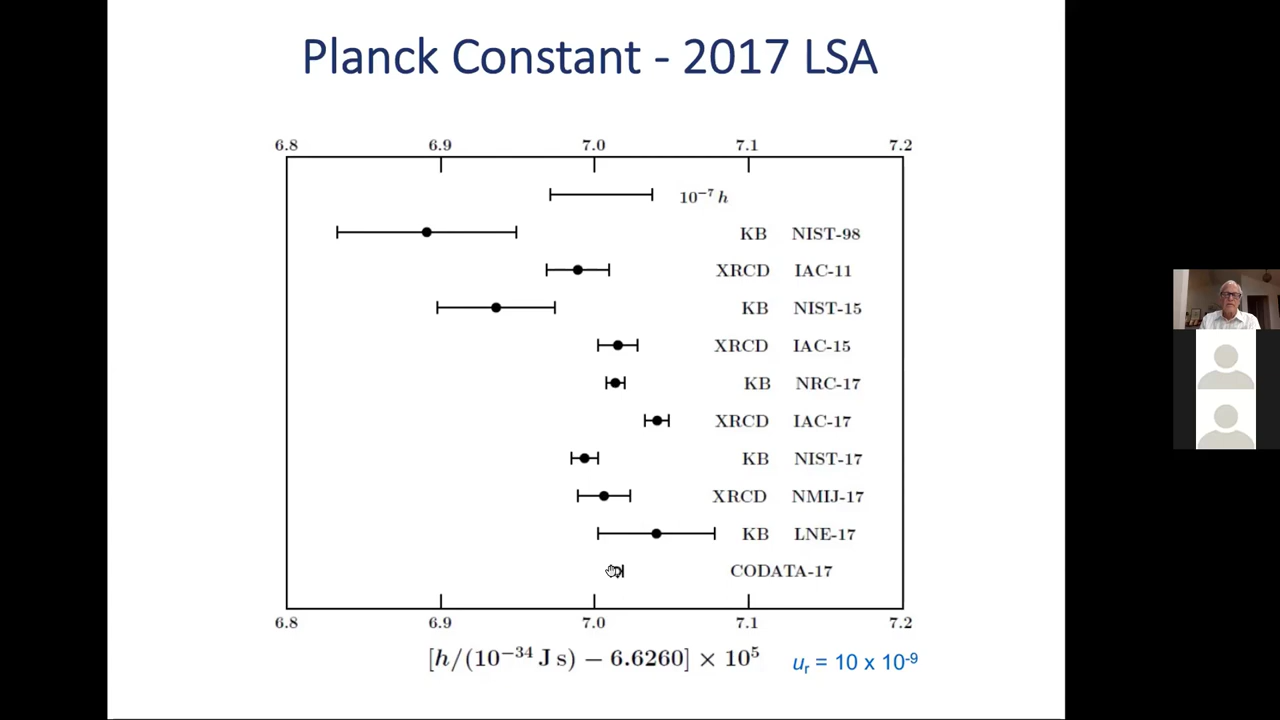 Planck Constant - 2017 LSA
6.8 6.9 7.0 7.1 7.2
10⁻⁷ h
KB NIST-98
XRCD IAC-11
KB NIST-15
XRCD IAC-15
KB NRC-17
XRCD IAC-17
KB NIST-17
XRCD NMIJ-17
KB LNE-17
CODATA-17
6.8 6.9 7.0 7.1 7.2
[h/(10⁻³⁴ J s) − 6.6260] × 10⁵ uᵣ = 10 x 10⁻⁹